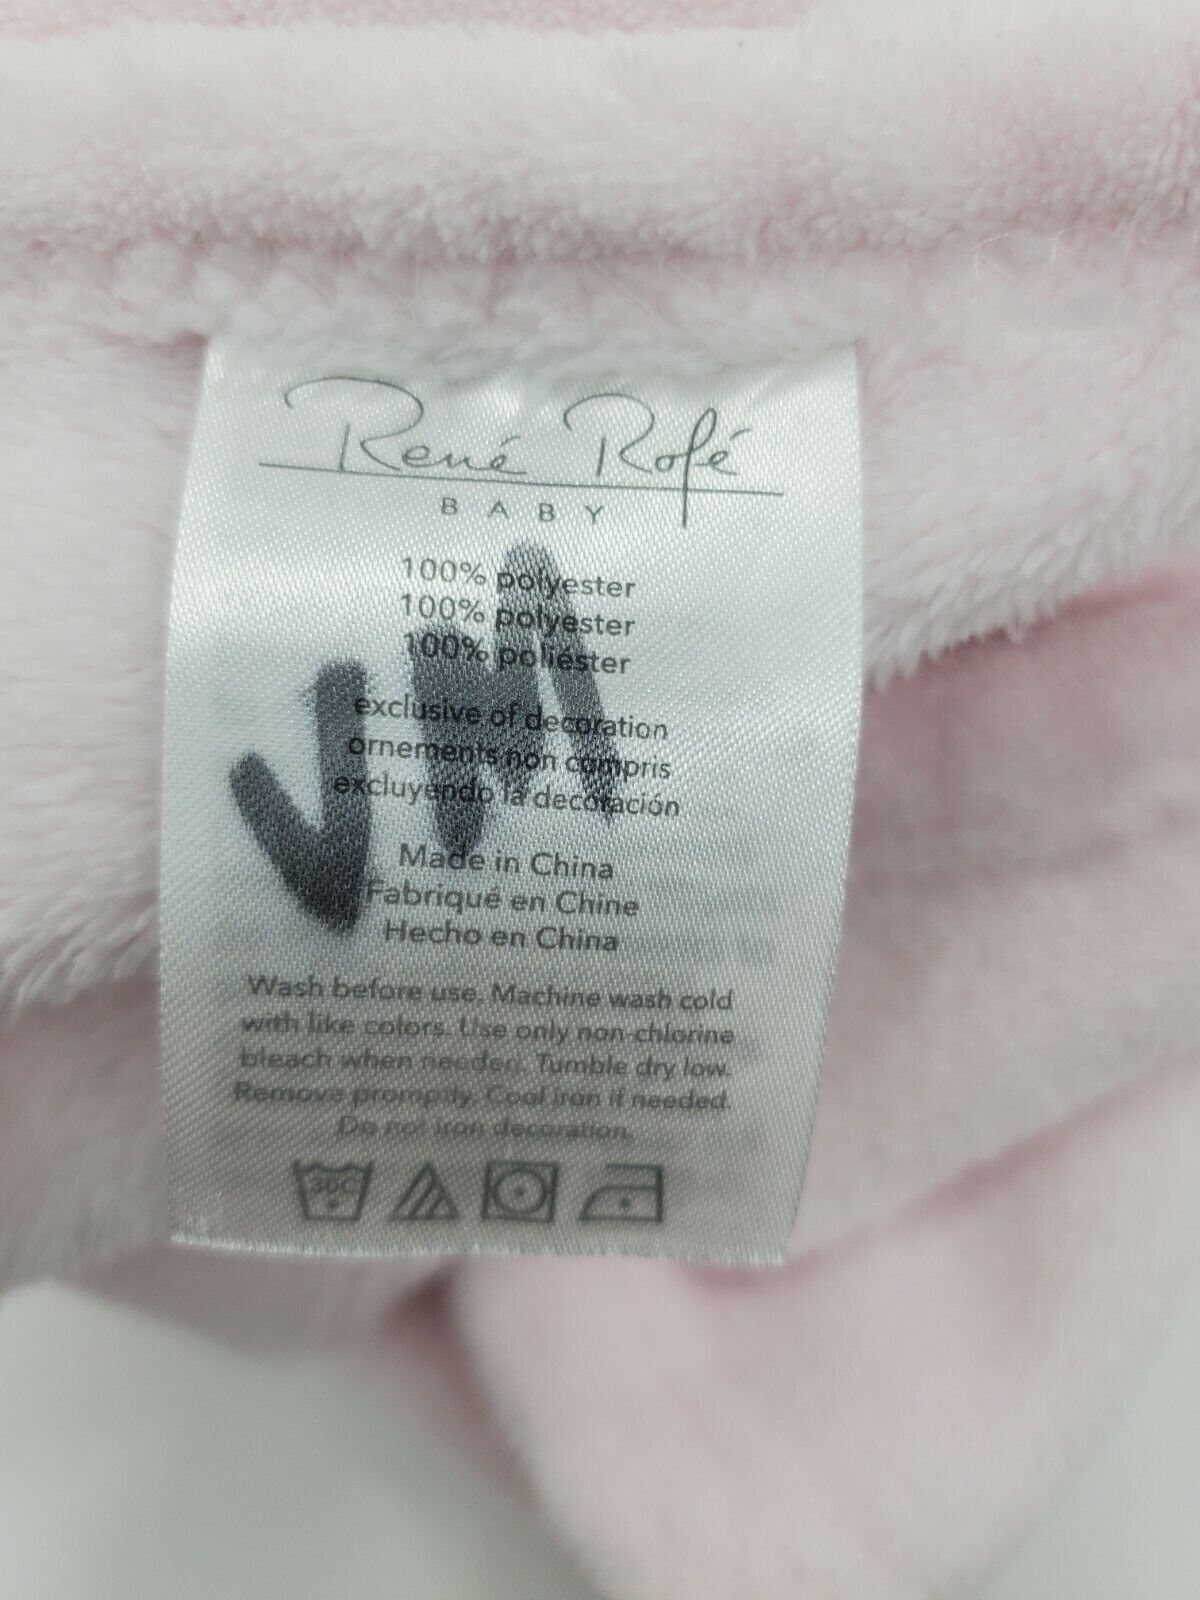 René Rofé
BABY
100% polyester
100% polyester
100% poliéster
exclusive of decoration
ornements non compris
excluyendo la decoración
Made in China
Fabriqué en Chine
Hecho en China
Wash before use. Machine wash cold
with like colors. Use only non-chlorine
bleach when needed. Tumble dry low.
Remove promptly. Cool iron if needed.
Do not iron decoration.
30C